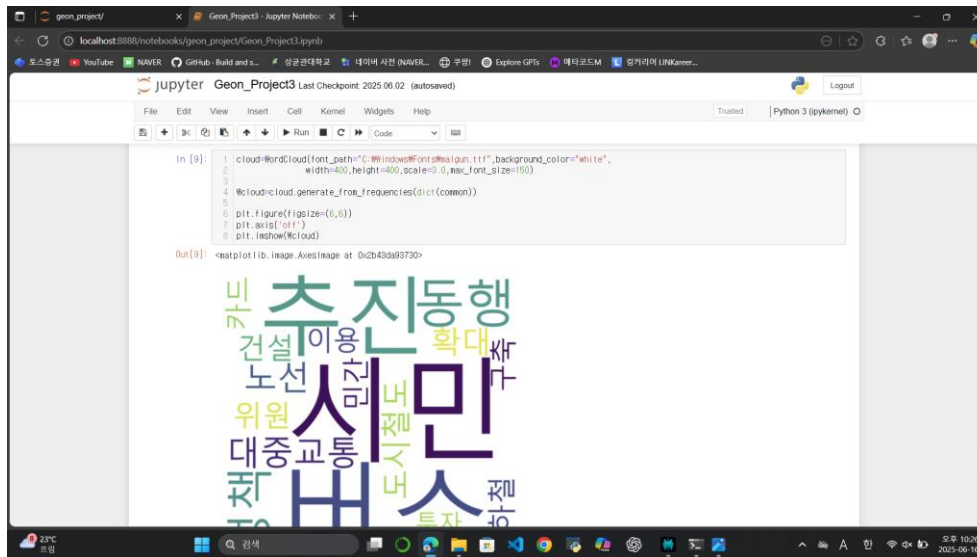 geon_project/
Geon_Project3 - Jupyter Noteboo
localhost:8888/notebooks/geon_project/Geon_Project3.ipynb
토스증권
YouTube
NAVER
GitHub · Build and s...
성균관대학교
네이버 사전 (NAVER...
쿠팡!
Explore GPTs
메타코드M
링커리어 LINKareer...
jupyter Geon_Project3 Last Checkpoint: 2025.06.02 (autosaved)
Logout
File Edit View Insert Cell Kernel Widgets Help
Trusted
Python 3 (ipykernel)
Run
Code
In [9]:
1 cloud=WordCloud(font_path="C:\Windows\Fonts\malgun.ttf",background_color="white",
2 width=400,height=400,scale=3.0,max_font_size=150)
3
4 Wcloud=cloud.generate_from_frequencies(dict(common))
5
6 plt.figure(figsize=(6,6))
7 plt.axis('off')
8 plt.imshow(Wcloud)
Out[9]: <matplotlib.image.AxesImage at 0x2b43da93730>
카드
추진
동행
건설
이용
확대
구축
노선
시민
민간
위원
도시철도
대중교통
버스
투자
23°C
흐림
검색
A
한
2025-06-